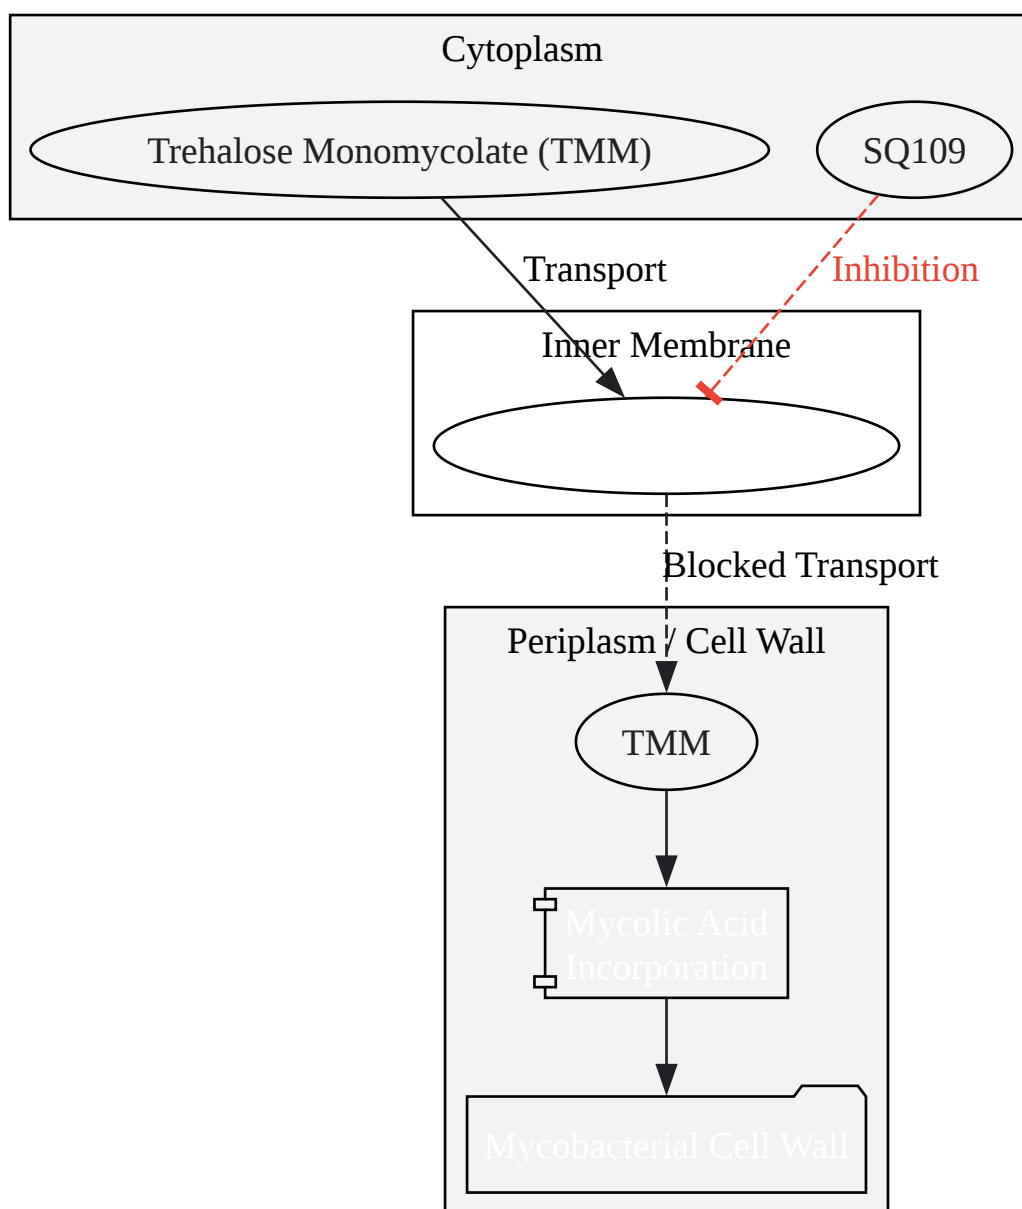 Cytoplasm
Trehalose Monomycolate (TMM)
SQ109
Transport
Inhibition
Inner Membrane
Blocked Transport
Periplasm / Cell Wall
TMM
Mycolic Acid
Incorporation
Mycobacterial Cell Wall